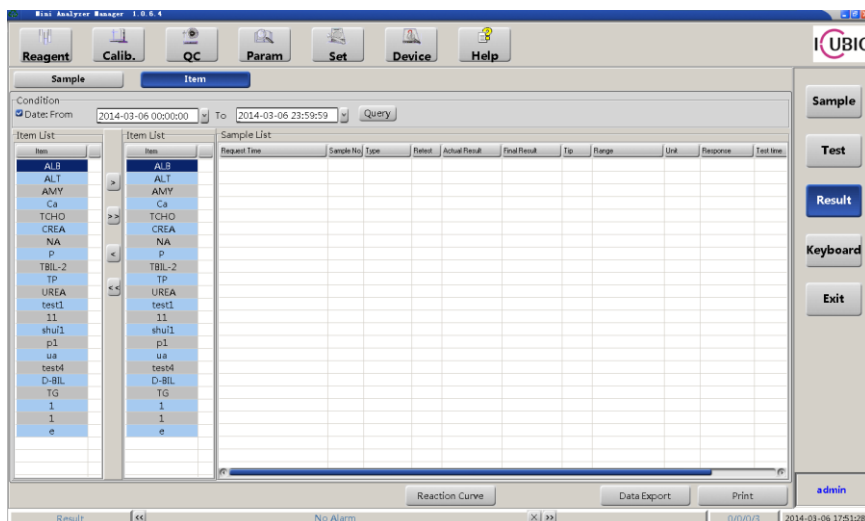 Mini Analyzer Manager 1.0.6.4
Reagent Calib. QC Param Set Device Help
Sample Item
Condition
Date: From 2014-03-06 00:00:00 To 2014-03-06 23:59:59 Query
Item List Item List Sample List
Item Item Request Time Sample No. Type Retest Actual Result Final Result Tip Range Unit Response Test time
ALB ALB
ALT ALT
AMY AMY
Ca Ca
TCHO TCHO
CREA CREA
NA NA
P P
TBIL-2 TBIL-2
TP TP
UREA UREA
test1 test1
11 11
shui1 shui1
p1 p1
ua ua
test4 test4
D-BIL D-BIL
TG TG
1 1
1 1
e e
>
>>
<
<<
Reaction Curve Data Export Print
Result << No Alarm X >> 0/0/0/3 2014-03-06 17:51:29
Sample
Test
Result
Keyboard
Exit
admin